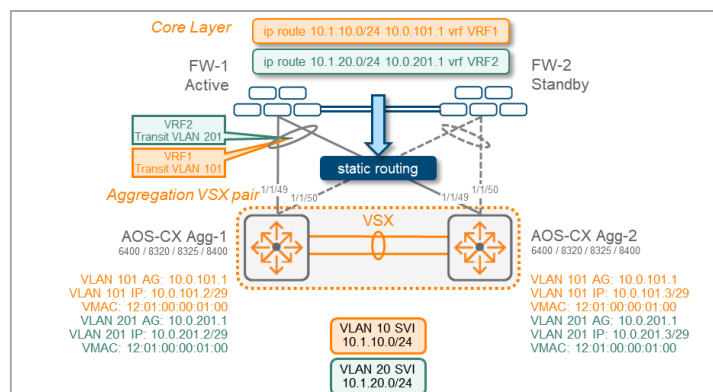 Core Layer
ip route 10.1.10.0/24 10.0.101.1 vrf VRF1
ip route 10.1.20.0/24 10.0.201.1 vrf VRF2
FW-1
Active
FW-2
Standby
VRF2
Transit VLAN 201
VRF1
Transit VLAN 101
static routing
Aggregation VSX pair
1/1/49
1/1/50
1/1/49
1/1/50
VSX
AOS-CX Agg-1
6400 / 8320 / 8325 / 8400
AOS-CX Agg-2
6400 / 8320 / 8325 / 8400
VLAN 101 AG: 10.0.101.1
VLAN 101 IP: 10.0.101.2/29
VMAC: 12:01:00:00:01:00
VLAN 201 AG: 10.0.201.1
VLAN 201 IP: 10.0.201.2/29
VMAC: 12:01:00:00:01:00
VLAN 101 AG: 10.0.101.1
VLAN 101 IP: 10.0.101.3/29
VMAC: 12:01:00:00:01:00
VLAN 201 AG: 10.0.201.1
VLAN 201 IP: 10.0.201.3/29
VMAC: 12:01:00:00:01:00
VLAN 10 SVI
10.1.10.0/24
VLAN 20 SVI
10.1.20.0/24